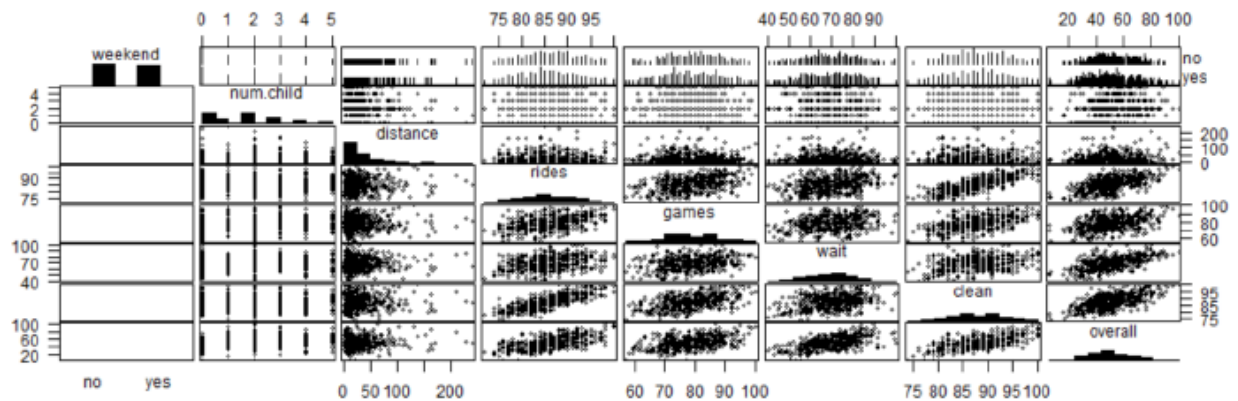 0 1 2 3 4 5 75 80 85 90 95 40 50 60 70 80 90 20 40 60 80 100
weekend no
yes
4
2
0
num.child
distance 200
100
0
90
75
rides
games 100
80
60
100
70
40
wait
clean 95
85
75
100
60
20
overall
no yes 0 50 100 200 60 70 80 90 100 75 80 85 90 95 100